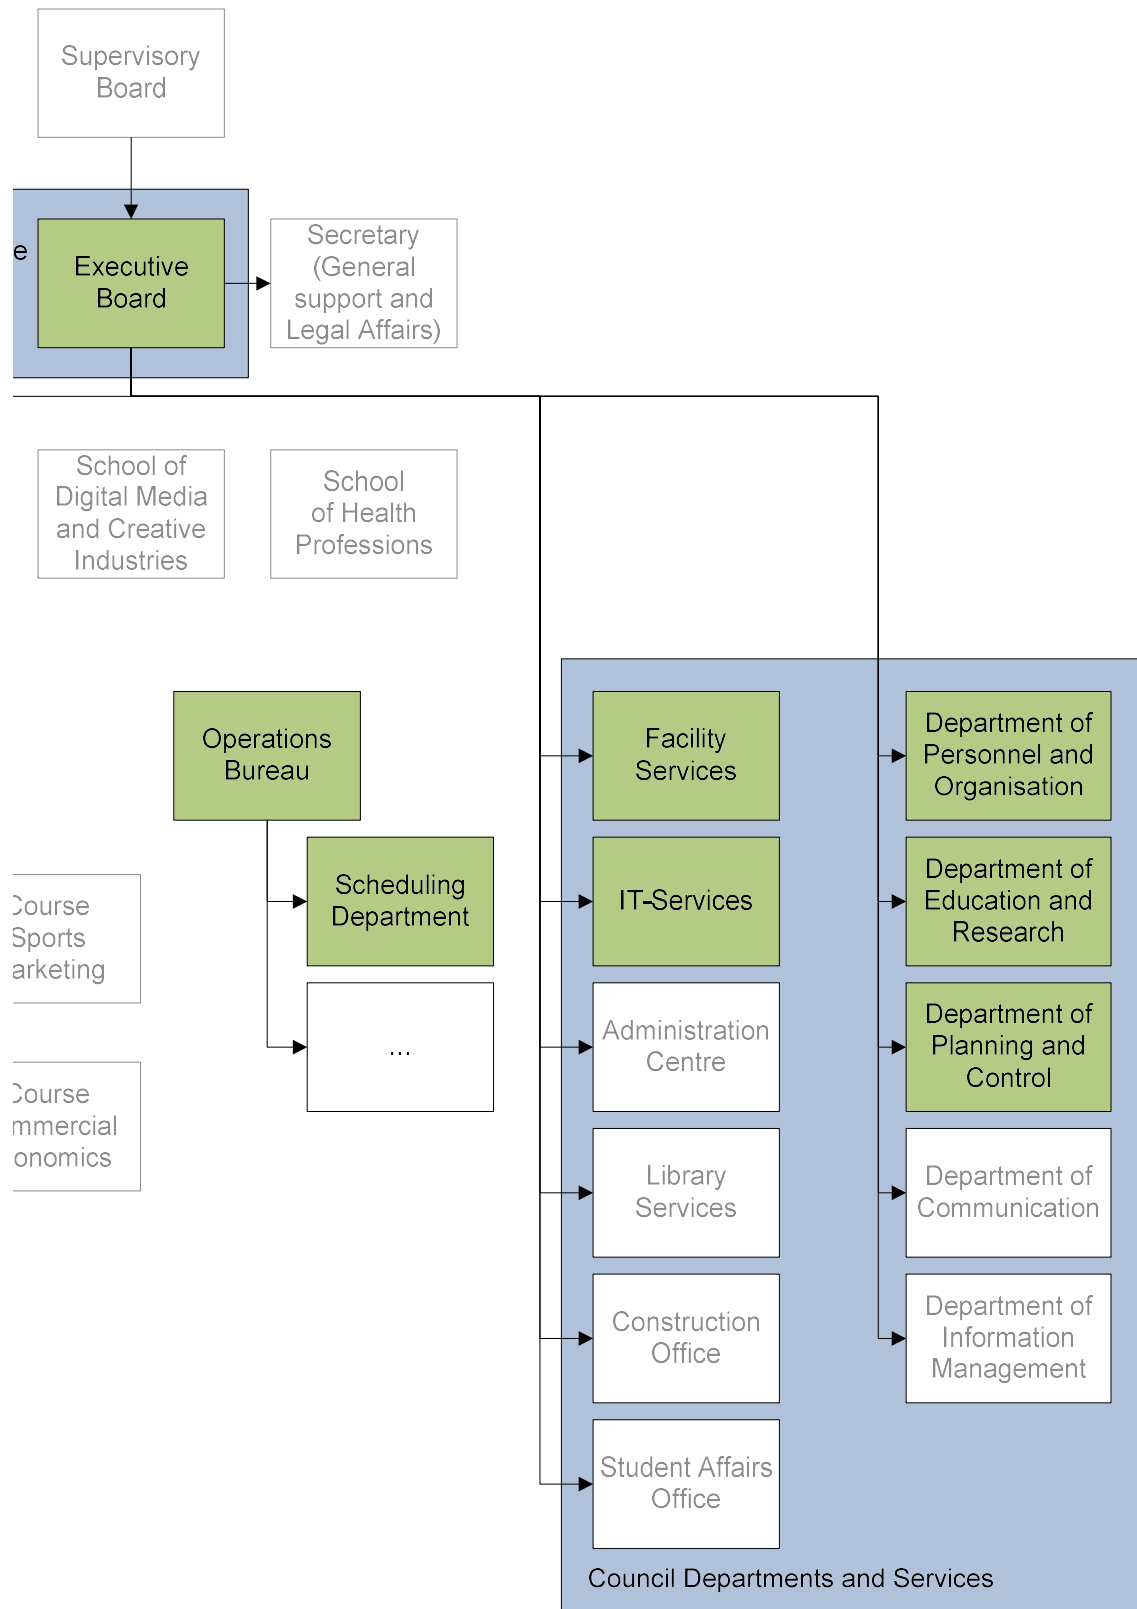 Supervisory
Board
Executive
Board
Secretary
(General
support and
Legal Affairs)
School of
Digital Media
and Creative
Industries
School
of Health
Professions
Operations
Bureau
Scheduling
Department
...
Course
Sports
arketing
Course
mmercial
onomics
Facility
Services
IT-Services
Administration
Centre
Library
Services
Construction
Office
Student Affairs
Office
Department of
Personnel and
Organisation
Department of
Education and
Research
Department of
Planning and
Control
Department of
Communication
Department of
Information
Management
Council Departments and Services